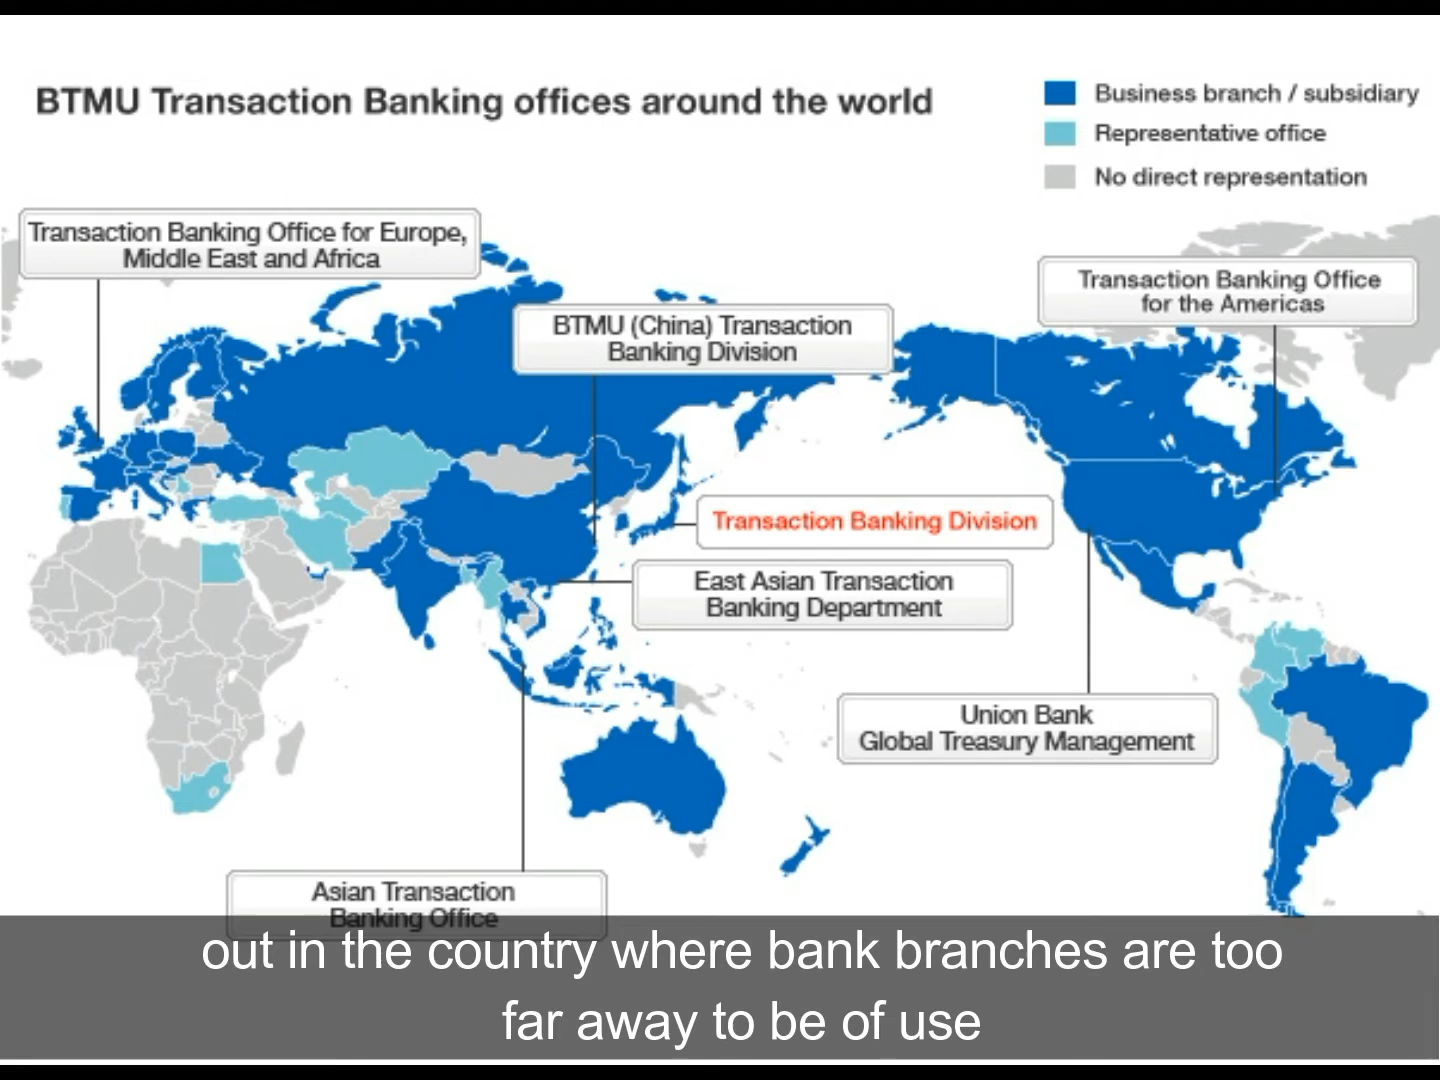 BTMU Transaction Banking offices around the world
Business branch / subsidiary
Representative office
No direct representation
Transaction Banking Office for Europe,
Middle East and Africa
Transaction Banking Office
for the Americas
BTMU (China) Transaction
Banking Division
Transaction Banking Division
East Asian Transaction
Banking Department
Union Bank
Global Treasury Management
Asian Transaction
Banking Office
out in the country where bank branches are too
far away to be of use